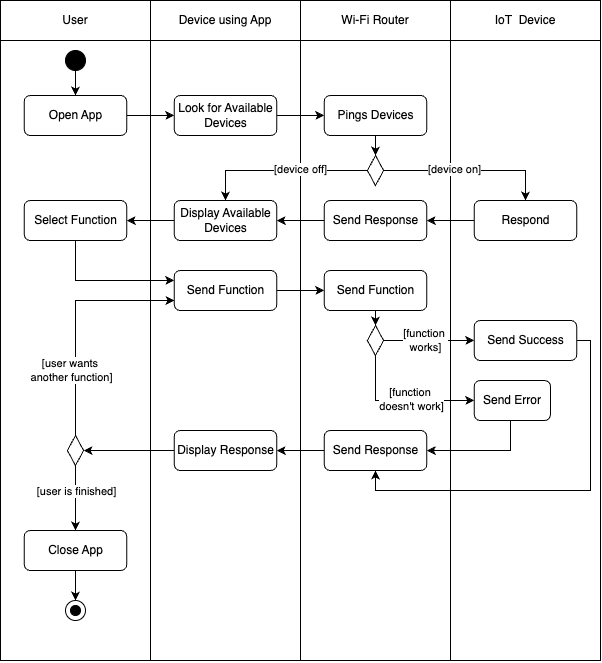 User
Device using App
Wi-Fi Router
IoT Device
Open App
Look for Available
Devices
Pings Devices
[device off]
[device on]
Select Function
Display Available
Devices
Send Response
Respond
Send Function
Send Function
[function
works]
Send Success
[user wants
another function]
[function
doesn't work]
Send Error
Display Response
Send Response
[user is finished]
Close App